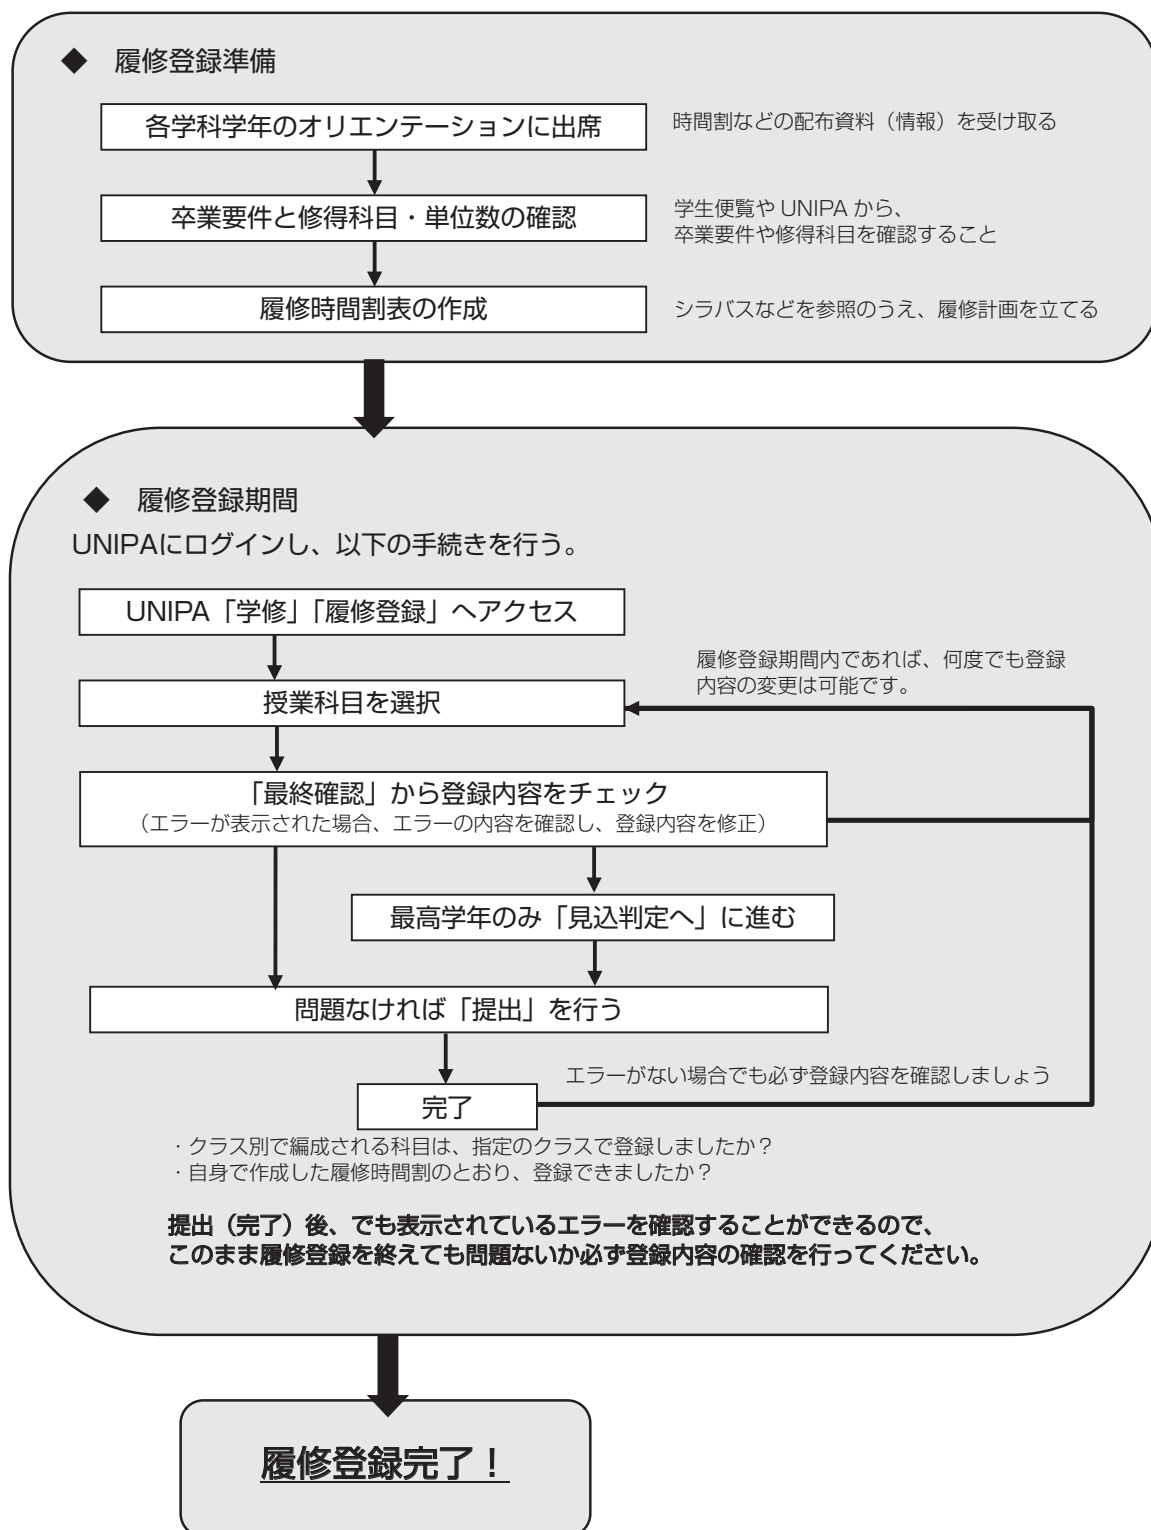 ◆ 履修登録準備
各学科学年のオリエンテーションに出席
時間割などの配布資料（情報）を受け取る
卒業要件と修得科目・単位数の確認
学生便覧や UNIPA から、
卒業要件や修得科目を確認すること
履修時間割表の作成
シラバスなどを参照のうえ、履修計画を立てる
◆ 履修登録期間
UNIPAにログインし、以下の手続きを行う。
UNIPA「学修」「履修登録」へアクセス
履修登録期間内であれば、何度でも登録
内容の変更は可能です。
授業科目を選択
「最終確認」から登録内容をチェック
（エラーが表示された場合、エラーの内容を確認し、登録内容を修正）
最高学年のみ「見込判定へ」に進む
問題なければ「提出」を行う
エラーがない場合でも必ず登録内容を確認しましょう
完了
・クラス別で編成される科目は、指定のクラスで登録しましたか？
・自身で作成した履修時間割のとおり、登録できましたか？
提出（完了）後、でも表示されているエラーを確認することができるので、
このまま履修登録を終えても問題ないか必ず登録内容の確認を行ってください。
履修登録完了！